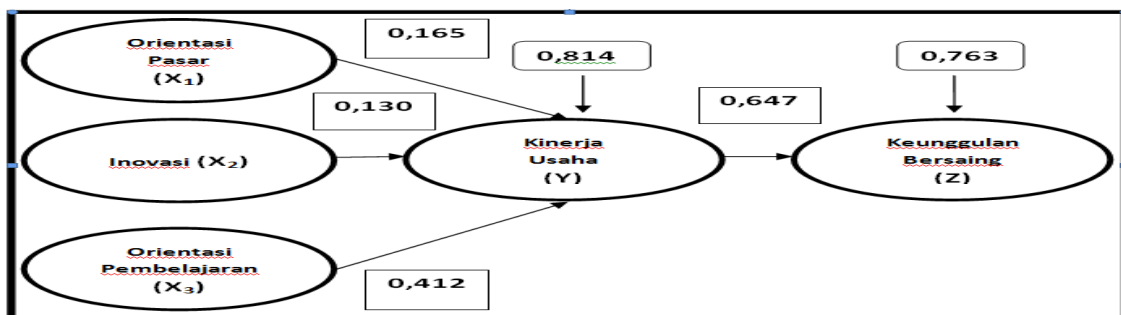 Orientasi
Pasar
(X₁)
0,165
0,814
0,763
0,130
0,647
Inovasi (X₂)
Kinerja
Usaha
(Y)
Keunggulan
Bersaing
(Z)
Orientasi
Pembelajaran
(X₃)
0,412